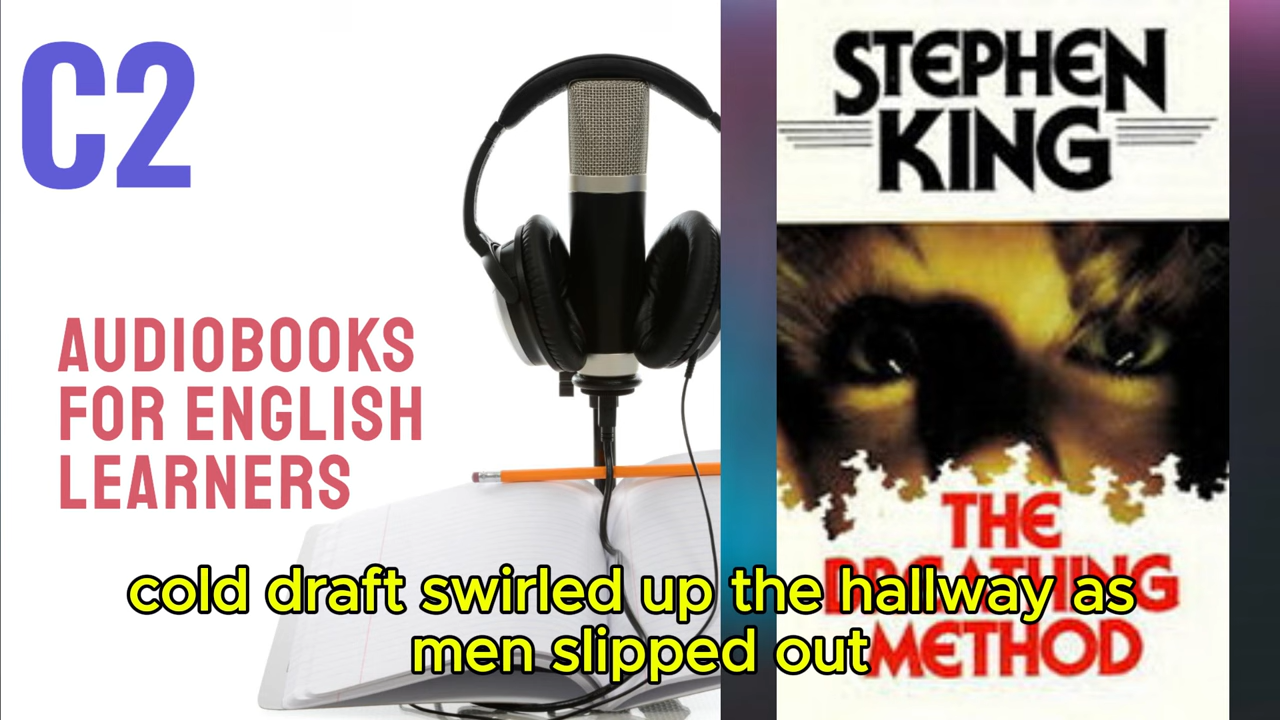 C2
AUDIOBOOKS
FOR ENGLISH
LEARNERS
STEPHEN
KING
THE
BREATHING
METHOD
cold draft swirled up the hallway as
men slipped out